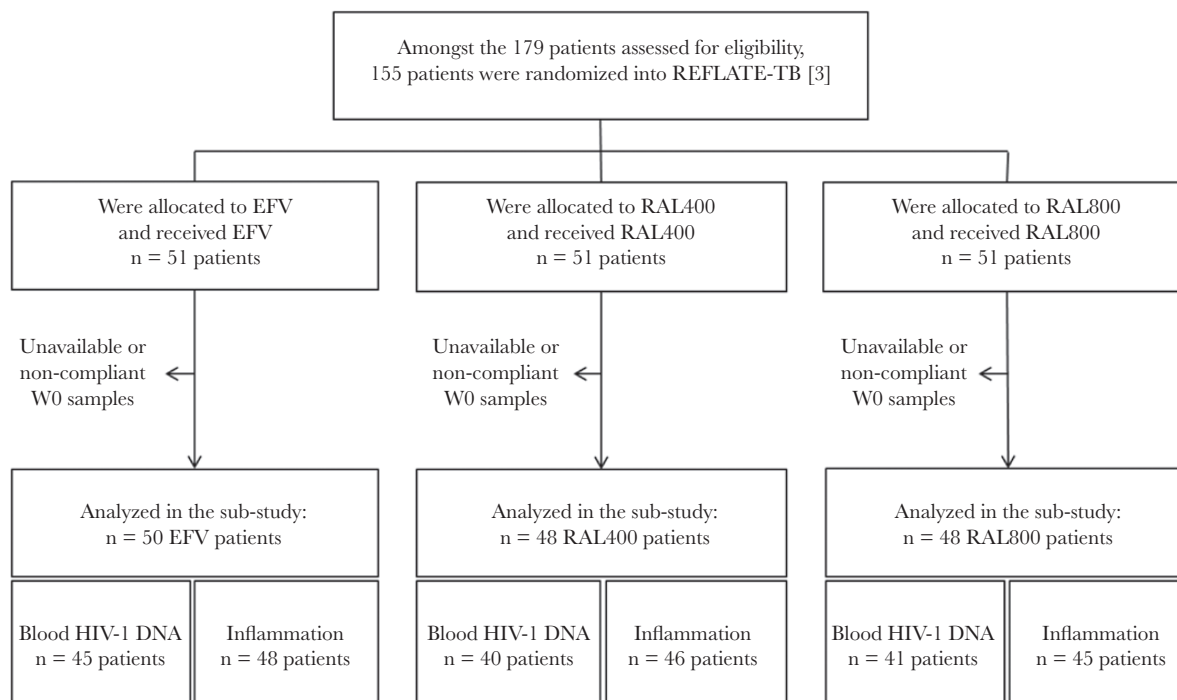 Amongst the 179 patients assessed for eligibility,
155 patients were randomized into REFLATE-TB [3]
Were allocated to EFV
and received EFV
n = 51 patients
Were allocated to RAL400
and received RAL400
n = 51 patients
Were allocated to RAL800
and received RAL800
n = 51 patients
Unavailable or
non-compliant
W0 samples
Unavailable or
non-compliant
W0 samples
Unavailable or
non-compliant
W0 samples
Analyzed in the sub-study:
n = 50 EFV patients
Analyzed in the sub-study:
n = 48 RAL400 patients
Analyzed in the sub-study:
n = 48 RAL800 patients
Blood HIV-1 DNA
n = 45 patients
Inflammation
n = 48 patients
Blood HIV-1 DNA
n = 40 patients
Inflammation
n = 46 patients
Blood HIV-1 DNA
n = 41 patients
Inflammation
n = 45 patients